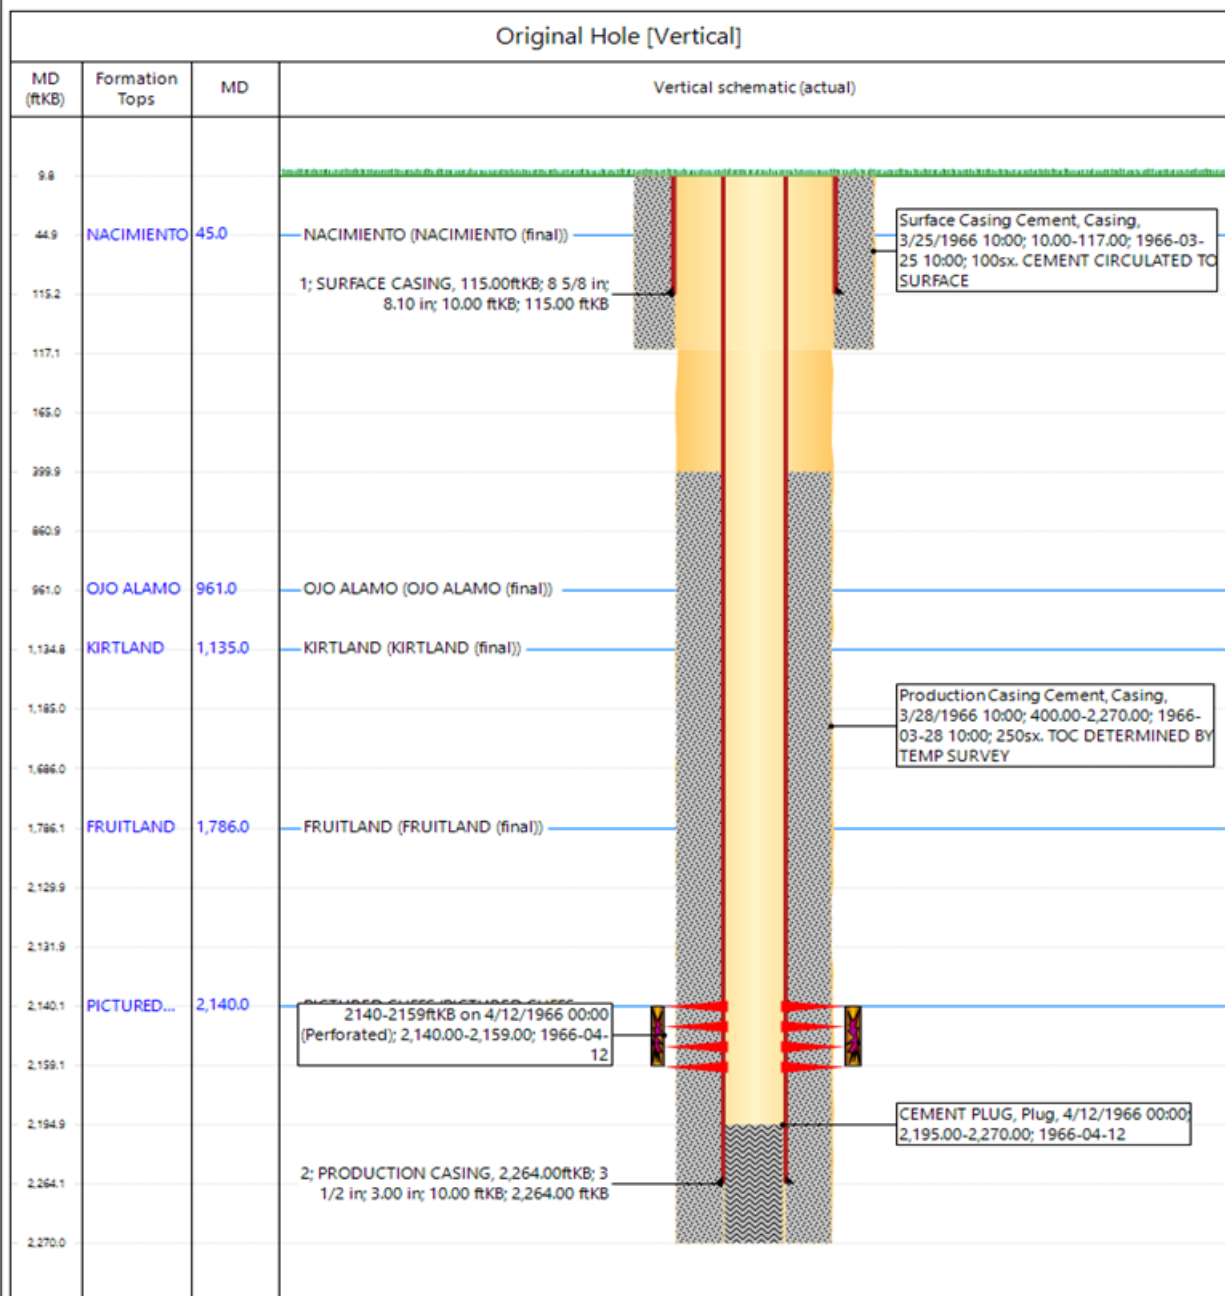 Original Hole [Vertical]
MD
(ftKB)
Formation
Tops
MD
Vertical schematic (actual)
9.8
44.9
NACIMIENTO
45.0
NACIMIENTO (NACIMIENTO (final))
Surface Casing Cement, Casing,
3/25/1966 10:00; 10.00-117.00; 1966-03-
25 10:00; 100sx. CEMENT CIRCULATED TO
SURFACE
1; SURFACE CASING, 115.00ftKB; 8 5/8 in;
8.10 in; 10.00 ftKB; 115.00 ftKB
115.2
117.1
165.0
399.9
860.9
961.0
OJO ALAMO
961.0
OJO ALAMO (OJO ALAMO (final))
1,134.8
KIRTLAND
1,135.0
KIRTLAND (KIRTLAND (final))
1,185.0
Production Casing Cement, Casing,
3/28/1966 10:00; 400.00-2,270.00; 1966-
03-28 10:00; 250sx. TOC DETERMINED BY
TEMP SURVEY
1,686.0
1,786.1
FRUITLAND
1,786.0
FRUITLAND (FRUITLAND (final))
2,129.9
2,131.9
2,140.1
PICTURED...
2,140.0
2140-2159ftKB on 4/12/1966 00:00
(Perforated); 2,140.00-2,159.00; 1966-04-
12
2,159.1
2,194.9
CEMENT PLUG, Plug, 4/12/1966 00:00;
2,195.00-2,270.00; 1966-04-12
2; PRODUCTION CASING, 2,264.00ftKB; 3
1/2 in; 3.00 in; 10.00 ftKB; 2,264.00 ftKB
2,264.1
2,270.0